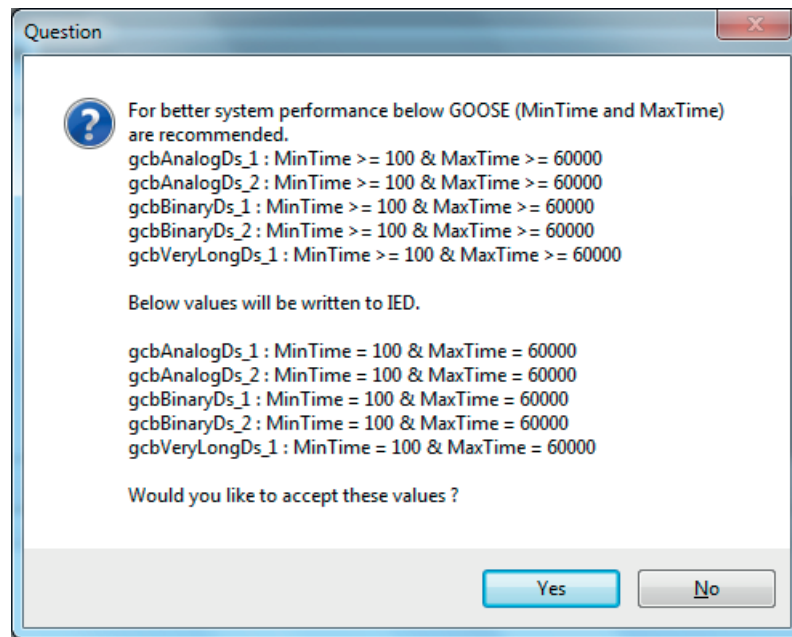 Question
For better system performance below GOOSE (MinTime and MaxTime)
are recommended.
gcbAnalogDs_1 : MinTime >= 100 & MaxTime >= 60000
gcbAnalogDs_2 : MinTime >= 100 & MaxTime >= 60000
gcbBinaryDs_1 : MinTime >= 100 & MaxTime >= 60000
gcbBinaryDs_2 : MinTime >= 100 & MaxTime >= 60000
gcbVeryLongDs_1 : MinTime >= 100 & MaxTime >= 60000
Below values will be written to IED.
gcbAnalogDs_1 : MinTime = 100 & MaxTime = 60000
gcbAnalogDs_2 : MinTime = 100 & MaxTime = 60000
gcbBinaryDs_1 : MinTime = 100 & MaxTime = 60000
gcbBinaryDs_2 : MinTime = 100 & MaxTime = 60000
gcbVeryLongDs_1 : MinTime = 100 & MaxTime = 60000
Would you like to accept these values ?
Yes
No